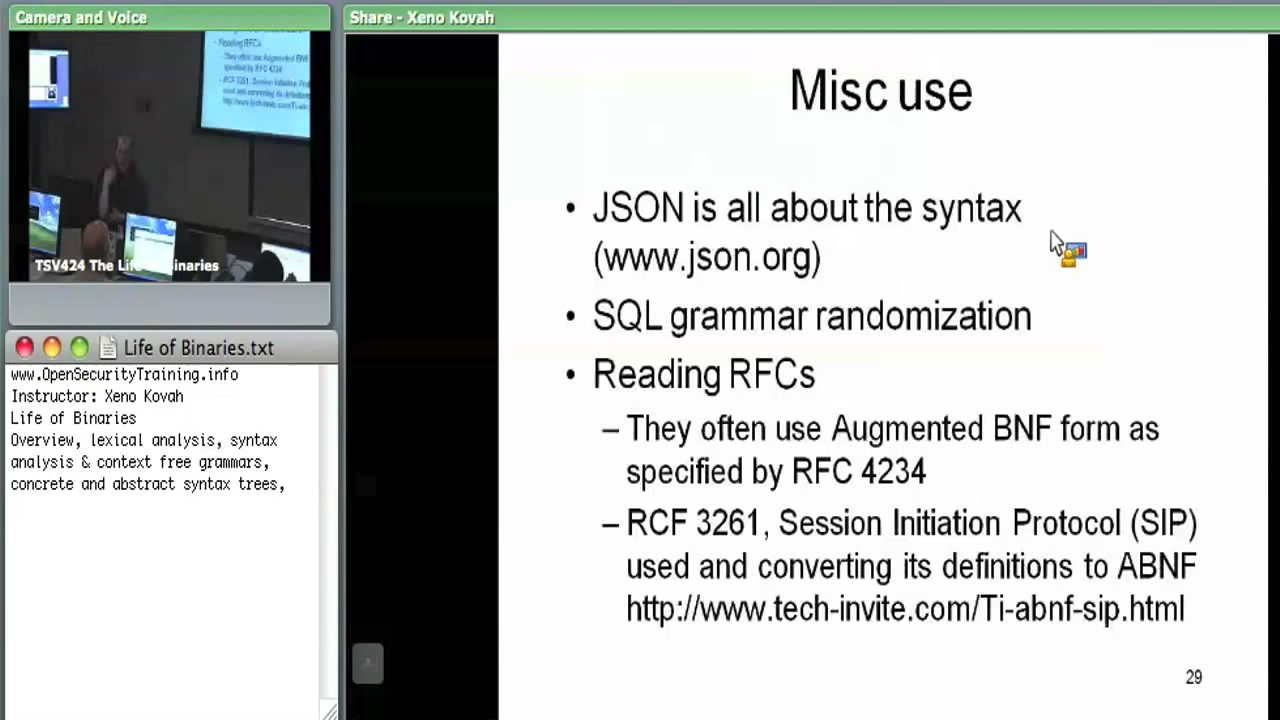 Camera and Voice
Share - Xeno Kovah
Reading RFCs
TSV424 The Lif
inaries
Life of Binaries.txt
www.OpenSecurityTraining.info
Instructor: Xeno Kovah
Life of Binaries
Overview, lexical analysis, syntax
analysis & context free grammars,
concrete and abstract syntax trees,
Misc use
• JSON is all about the syntax
(www.json.org)
• SQL grammar randomization
• Reading RFCs
– They often use Augmented BNF form as
specified by RFC 4234
– RCF 3261, Session Initiation Protocol (SIP)
used and converting its definitions to ABNF
http://www.tech-invite.com/Ti-abnf-sip.html
29